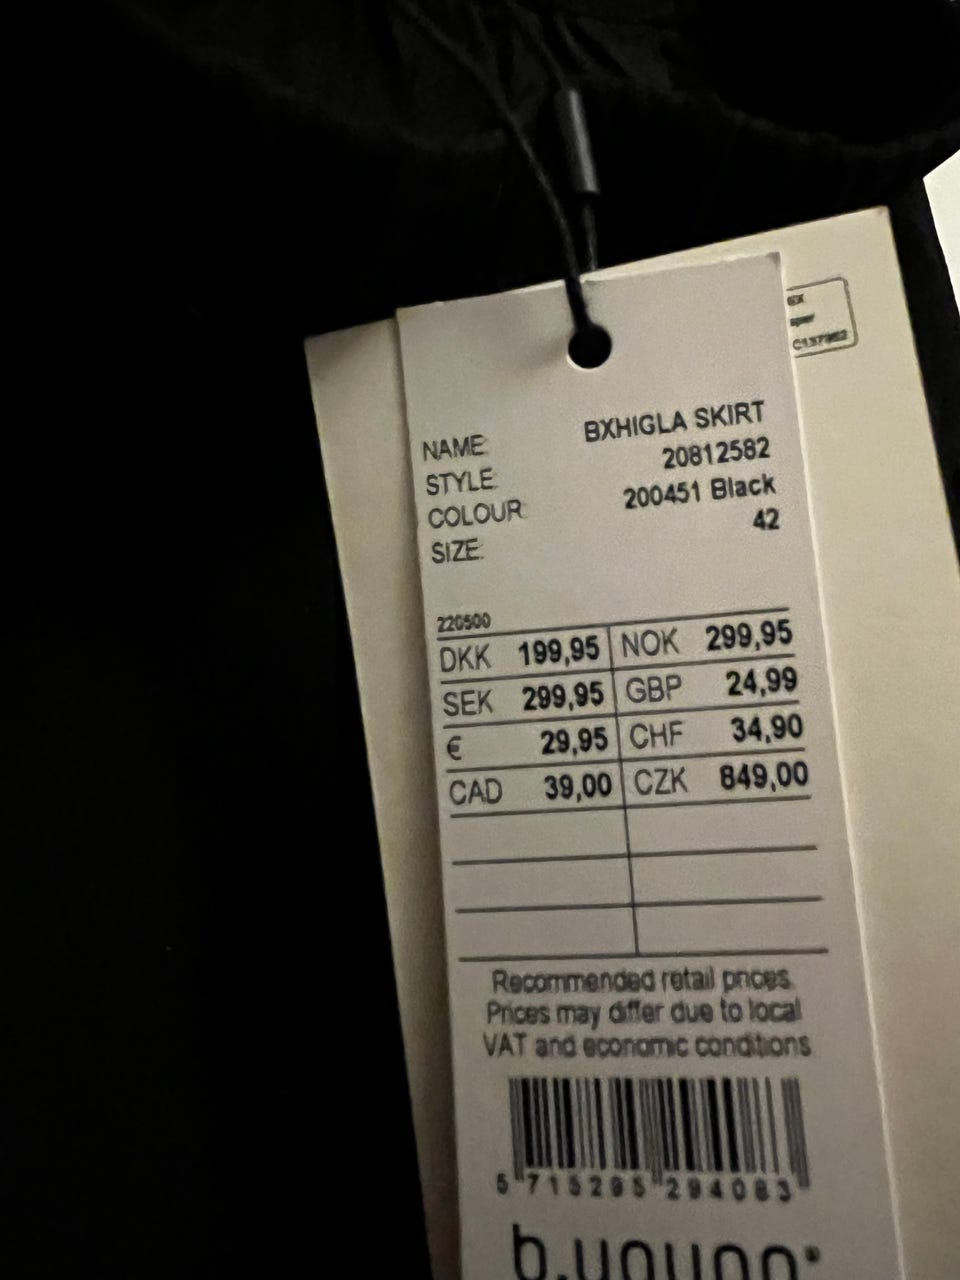 NAME: BXHIGLA SKIRT
STYLE: 20812582
COLOUR: 200451 Black
SIZE: 42
220500
DKK 199,95 NOK 299,95
SEK 299,95 GBP 24,99
€ 29,95 CHF 34,90
CAD 39,00 CZK 849,00
Recommended retail prices.
Prices may differ due to local
VAT and economic conditions
5 715295 294083
b.young